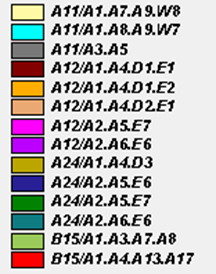 A11/A1.A7.A9.W8
A11/A1.A8.A9.W7
A11/A3.A5
A12/A1.A4.D1.E1
A12/A1.A4.D1.E2
A12/A1.A4.D2.E1
A12/A2.A5.E7
A12/A2.A6.E6
A24/A1.A4.D3
A24/A2.A5.E6
A24/A2.A5.E7
A24/A2.A6.E6
B15/A1.A3.A7.A8
B15/A1.A4.A13.A17